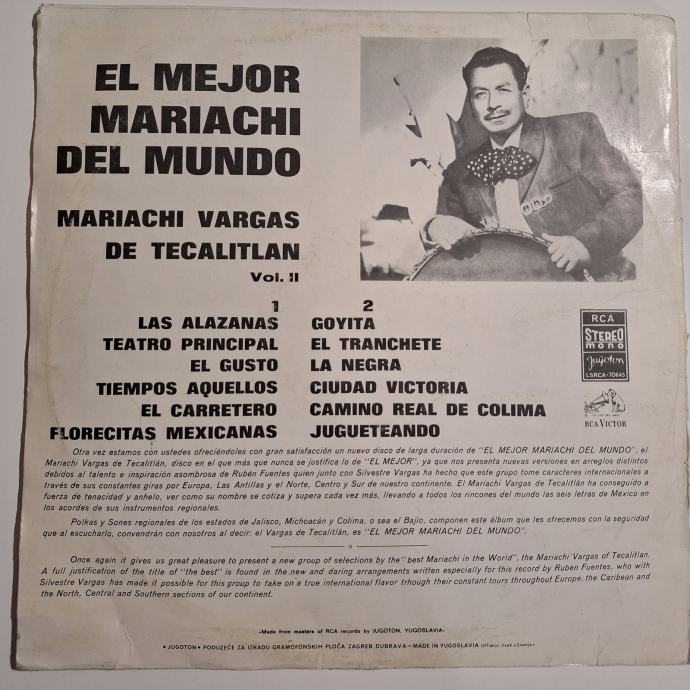 EL MEJOR
MARIACHI
DEL MUNDO
MARIACHI VARGAS
DE TECALITLAN
Vol. II
1
LAS ALAZANAS
TEATRO PRINCIPAL
EL GUSTO
TIEMPOS AQUELLOS
EL CARRETERO
FLORECITAS MEXICANAS
2
GOYITA
EL TRANCHETE
LA NEGRA
CIUDAD VICTORIA
CAMINO REAL DE COLIMA
JUGUETEANDO
RCA
STEREO
mono
Jugoton
LSRCA-70645
RCA VICTOR
Otra vez estamos con ustedes ofreciéndoles con gran satisfacción un nuevo disco de larga duración de "EL MEJOR MARIACHI DEL MUNDO", el
Mariachi Vargas de Tecalitlán, disco en el que más que nunca se justifica lo de "EL MEJOR", ya que nos presenta nuevas versiones en arreglos distintos
debidos al talento e inspiración asombrosa de Rubén Fuentes quien junto con Silvestre Vargas ha hecho que este grupo tome caracteres internacionales a
través de sus constantes giras por Europa, Las Antillas y el Norte, Centro y Sur de nuestro continente. El Mariachi Vargas de Tecalitlán ha conseguido a
fuerza de tenacidad y anhelo, ver como su nombre se cotiza y supera cada vez más, llevando a todos los rincones del mundo las seis letras de México en
los acordes de sus instrumentos regionales.
Polkas y Sones regionales de los estados de Jalisco, Michoacán y Colima, o sea el Bajío, componen este álbum que les ofrecemos con la seguridad
que al escucharlo, convendrán con nosotros al decir: el Vargas de Tecalitlán, es "EL MEJOR MARIACHI DEL MUNDO".
Once again it gives us great pleasure to present a new group of selections by the "best Mariachi in the World", the Mariachi Vargas of Tecalitlan.
A full justification of the title of "the best" is found in the new and daring arrangements written especially for this record by Ruben Fuentes, who with
Silvestre Vargas has made it possible for this group to take on a true international flavor trhough their constant tours throughout Europe, the Caribean and
the North, Central and Southern sections of our continent.
«Made from masters of RCA records by JUGOTON, YUGOSLAVIA»
• JUGOTON • PODUZEĆE ZA IZRADU GRAMOFONSKIH PLOČA ZAGREB DUBRAVA – MADE IN YUGOSLAVIA Offsetni tisak «Zrinski»